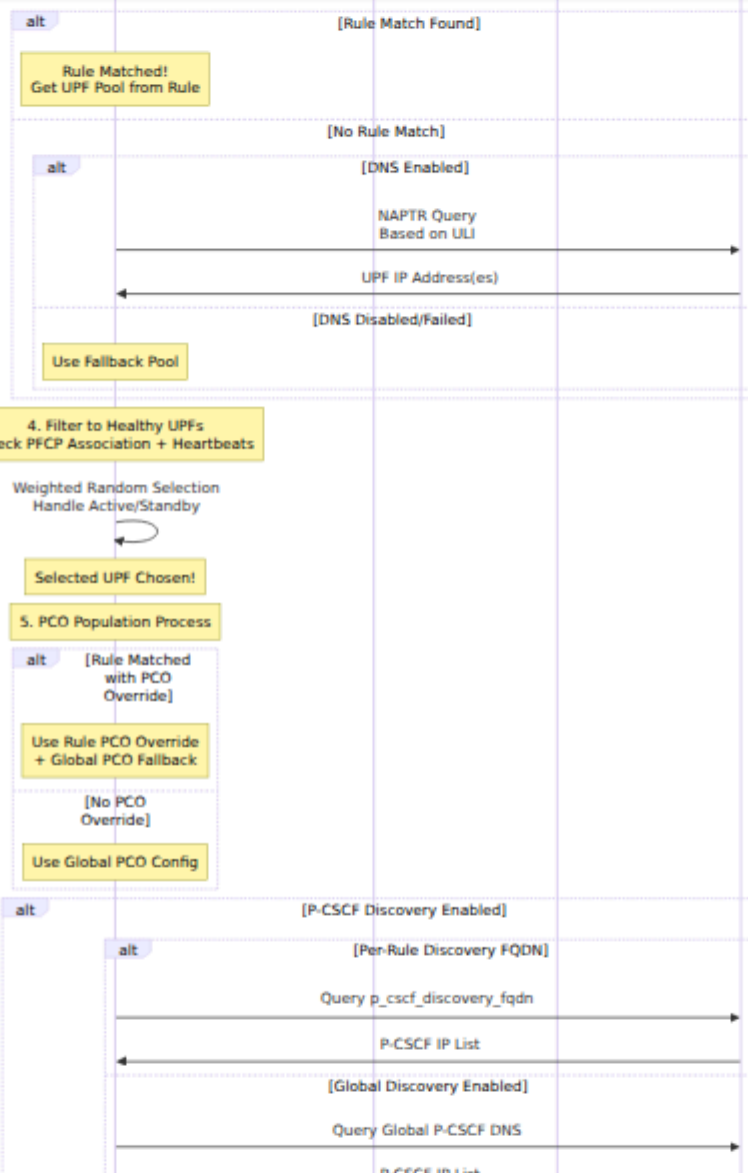 alt
[Rule Match Found]
Rule Matched!
Get UPF Pool from Rule
[No Rule Match]
alt
[DNS Enabled]
NAPTR Query
Based on ULI
UPF IP Address(es)
[DNS Disabled/Failed]
Use Fallback Pool
4. Filter to Healthy UPFs
eck PFCP Association + Heartbeats
Weighted Random Selection
Handle Active/Standby
Selected UPF Chosen!
5. PCO Population Process
alt
[Rule Matched
with PCO
Override]
Use Rule PCO Override
+ Global PCO Fallback
[No PCO
Override]
Use Global PCO Config
alt
[P-CSCF Discovery Enabled]
alt
[Per-Rule Discovery FQDN]
Query p_cscf_discovery_fqdn
P-CSCF IP List
[Global Discovery Enabled]
Query Global P-CSCF DNS
P-CSCF IP List